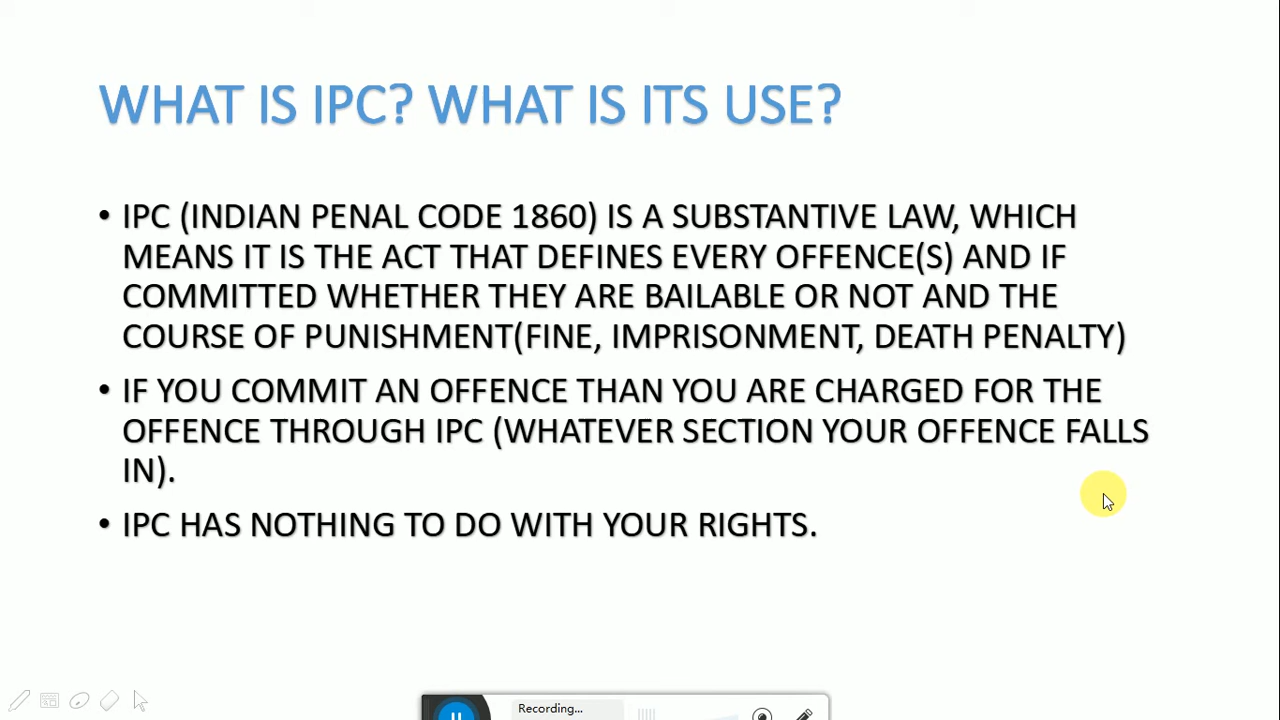 WHAT IS IPC? WHAT IS ITS USE?
• IPC (INDIAN PENAL CODE 1860) IS A SUBSTANTIVE LAW, WHICH
MEANS IT IS THE ACT THAT DEFINES EVERY OFFENCE(S) AND IF
COMMITTED WHETHER THEY ARE BAILABLE OR NOT AND THE
COURSE OF PUNISHMENT(FINE, IMPRISONMENT, DEATH PENALTY)
• IF YOU COMMIT AN OFFENCE THAN YOU ARE CHARGED FOR THE
OFFENCE THROUGH IPC (WHATEVER SECTION YOUR OFFENCE FALLS
IN).
• IPC HAS NOTHING TO DO WITH YOUR RIGHTS.
Recording...